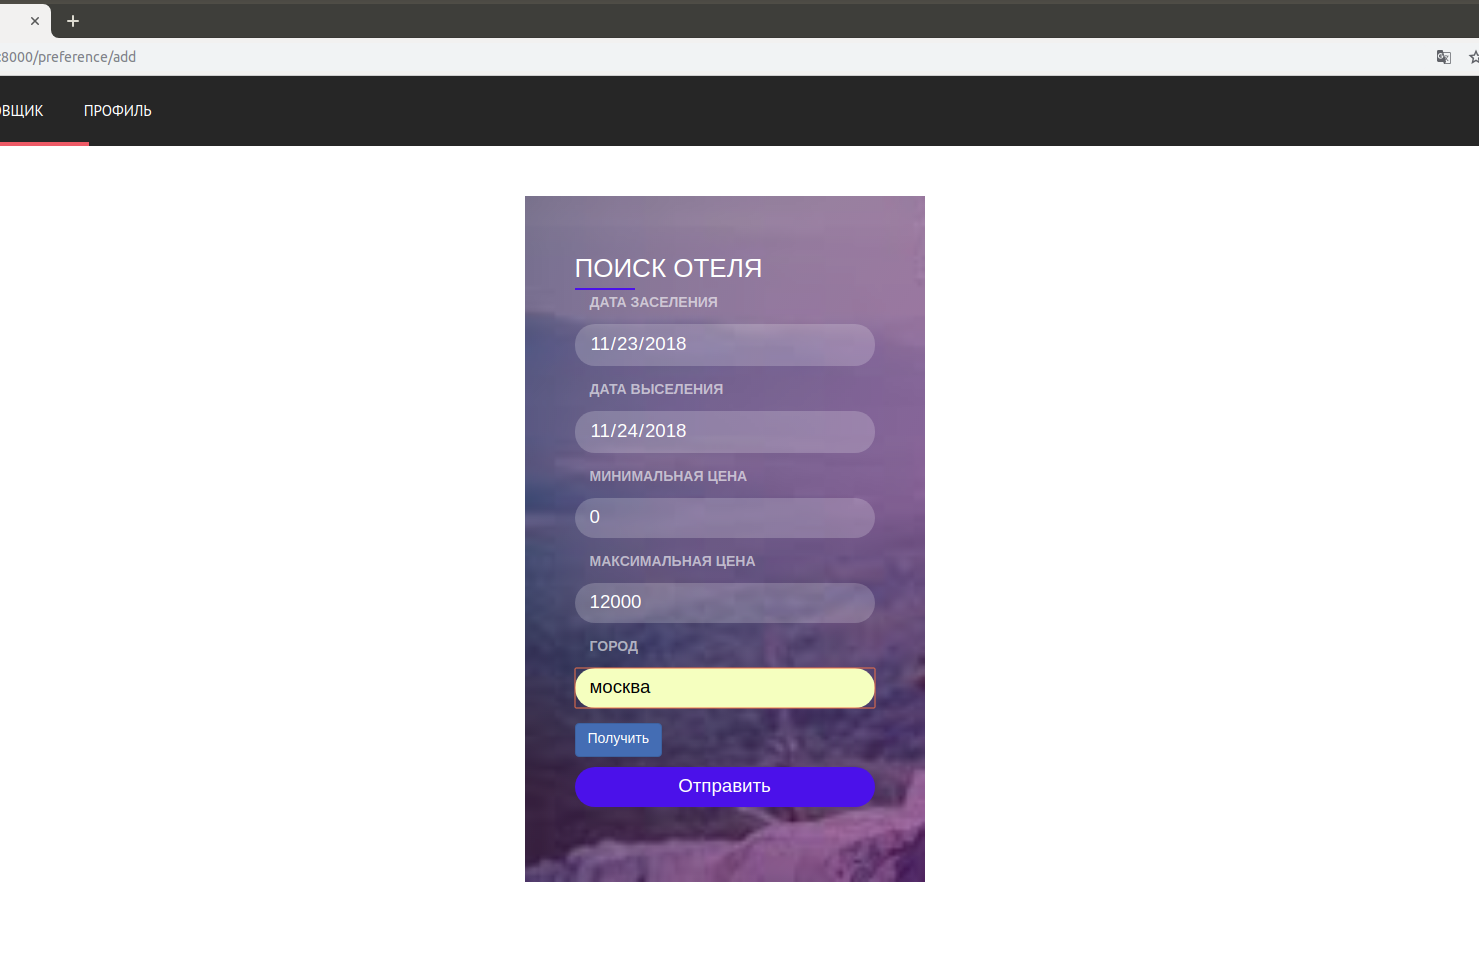 :8000/preference/add
ПРОФИЛЬ
ПОИСК ОТЕЛЯ
ДАТА ЗАСЕЛЕНИЯ
11/23/2018
ДАТА ВЫСЕЛЕНИЯ
11/24/2018
МИНИМАЛЬНАЯ ЦЕНА
0
МАКСИМАЛЬНАЯ ЦЕНА
12000
ГОРОД
москва
Получить
Отправить